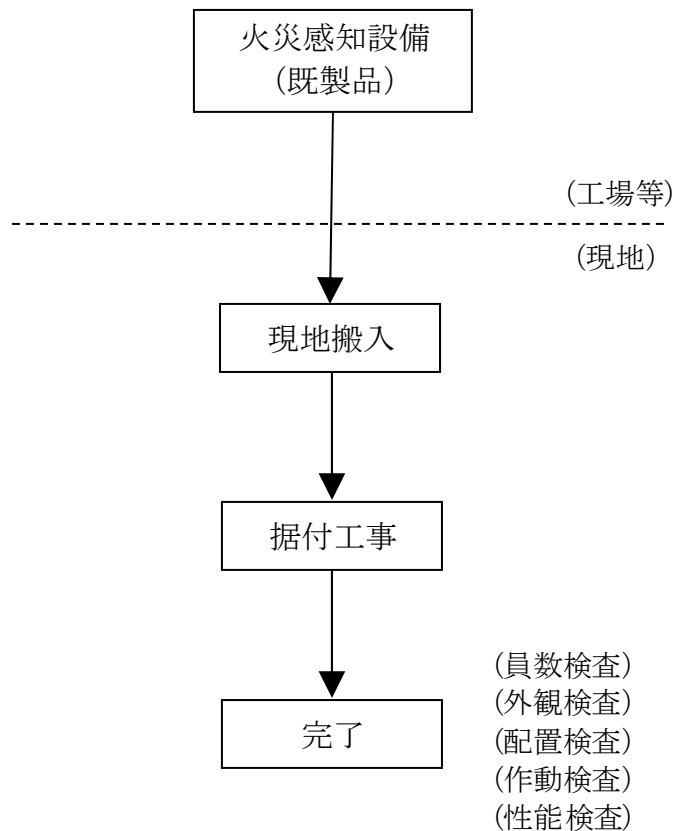 火災感知設備
(既製品)
(工場等)
(現地)
現地搬入
据付工事
完了
(員数検査)
(外観検査)
(配置検査)
(作動検査)
(性能検査)